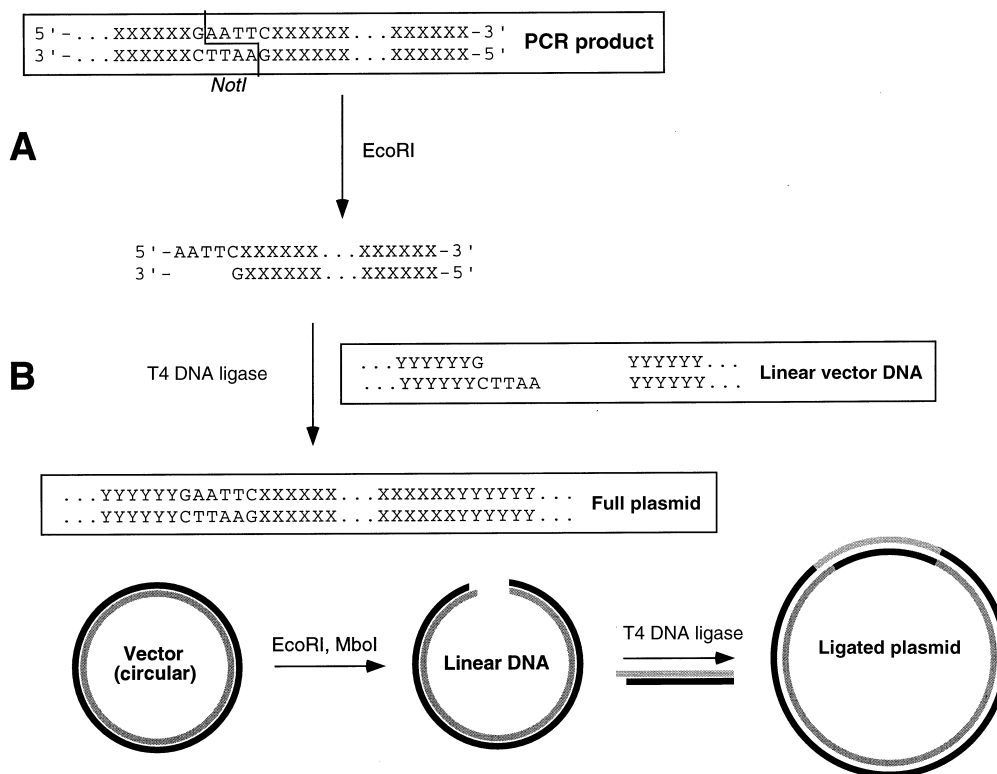 5'-...XXXXXXGAATTCXXXXXX...XXXXXX-3'
3'-...XXXXXXCTTAAGXXXXXX...XXXXXX-5'
PCR product
NotI
A
EcoRI
5'-AATTCXXXXXX...XXXXXX-3'
3'-    GXXXXXX...XXXXXX-5'
B
T4 DNA ligase
...YYYYYYG YYYYYY...
...YYYYYYCTTAA YYYYYY...
Linear vector DNA
...YYYYYYGAATTCXXXXXX...XXXXXXYYYYYY...
...YYYYYYCTTAAGXXXXXX...XXXXXXYYYYYY...
Full plasmid
Vector
(circular)
EcoRI, MboI
Linear DNA
T4 DNA ligase
Ligated plasmid